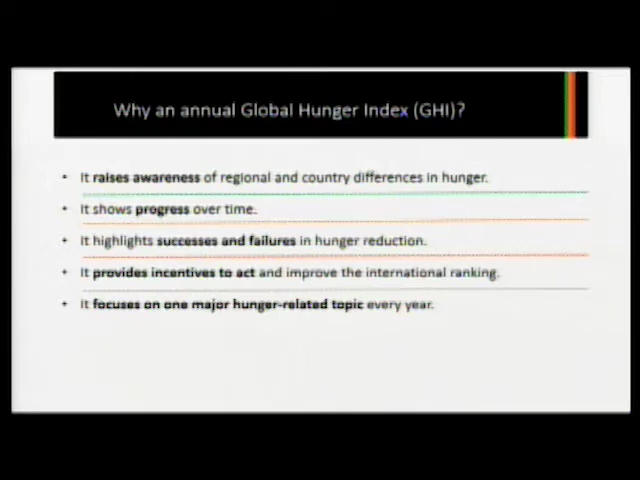 Why an annual Global Hunger Index (GHI)?
• It raises awareness of regional and country differences in hunger.
• It shows progress over time.
• It highlights successes and failures in hunger reduction.
• It provides incentives to act and improve the international ranking.
• It focuses on one major hunger-related topic every year.